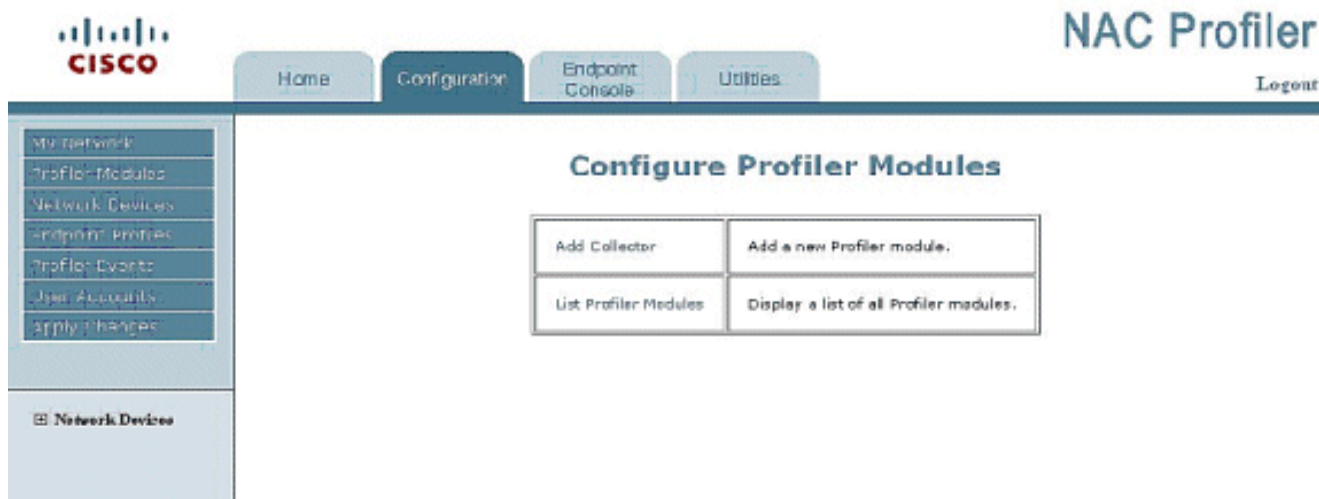 CISCO
NAC Profiler
Home
Configuration
Endpoint
Console
Utilities
Logout
My Network
Profiler Modules
Network Devices
Endpoint Profiles
Profiler Events
User Accounts
Apply Changes
Network Devices
Configure Profiler Modules
Add Collector
Add a new Profiler module.
List Profiler Modules
Display a list of all Profiler modules.